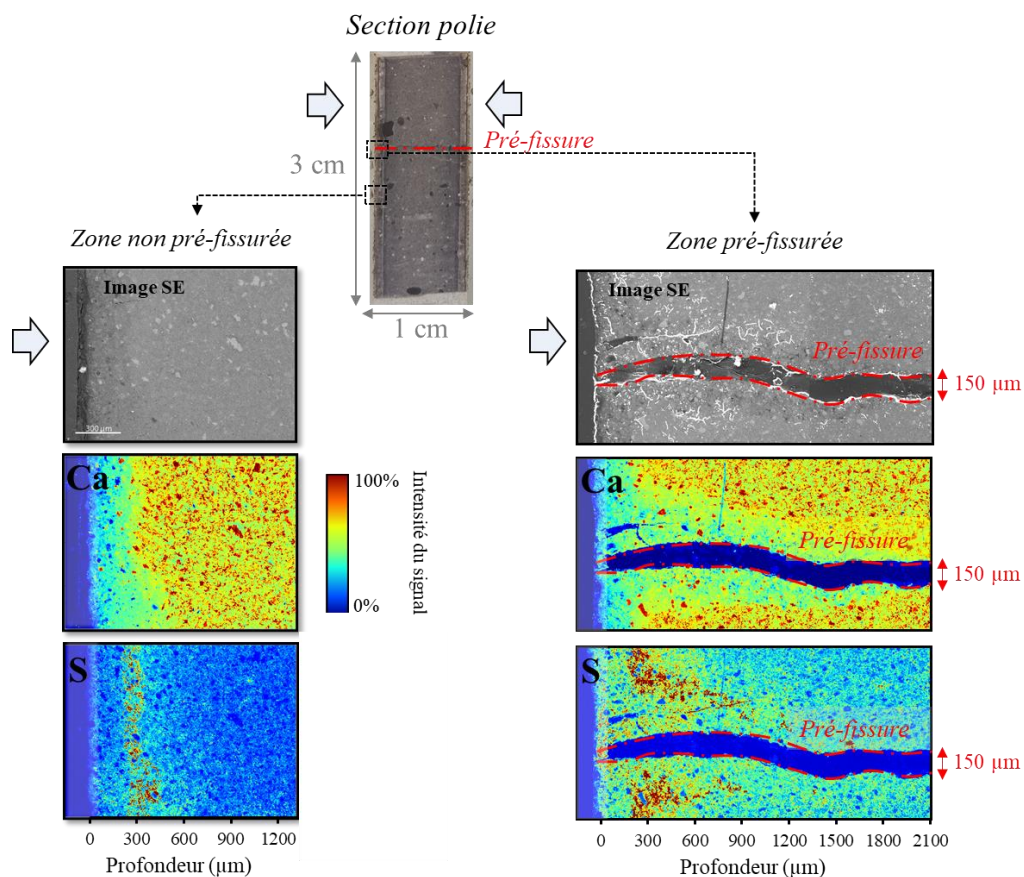 Section polie
Pré-fissure
3 cm
1 cm
Zone non pré-fissurée
Zone pré-fissurée
Image SE
300 µm
Image SE
Pré-fissure
150 µm
Ca
100%
0%
Intensité du signal
Ca
Pré-fissure
150 µm
S
S
Pré-fissure
150 µm
0 300 600 900 1200
Profondeur (µm)
0 300 600 900 1200 1500 1800 2100
Profondeur (µm)